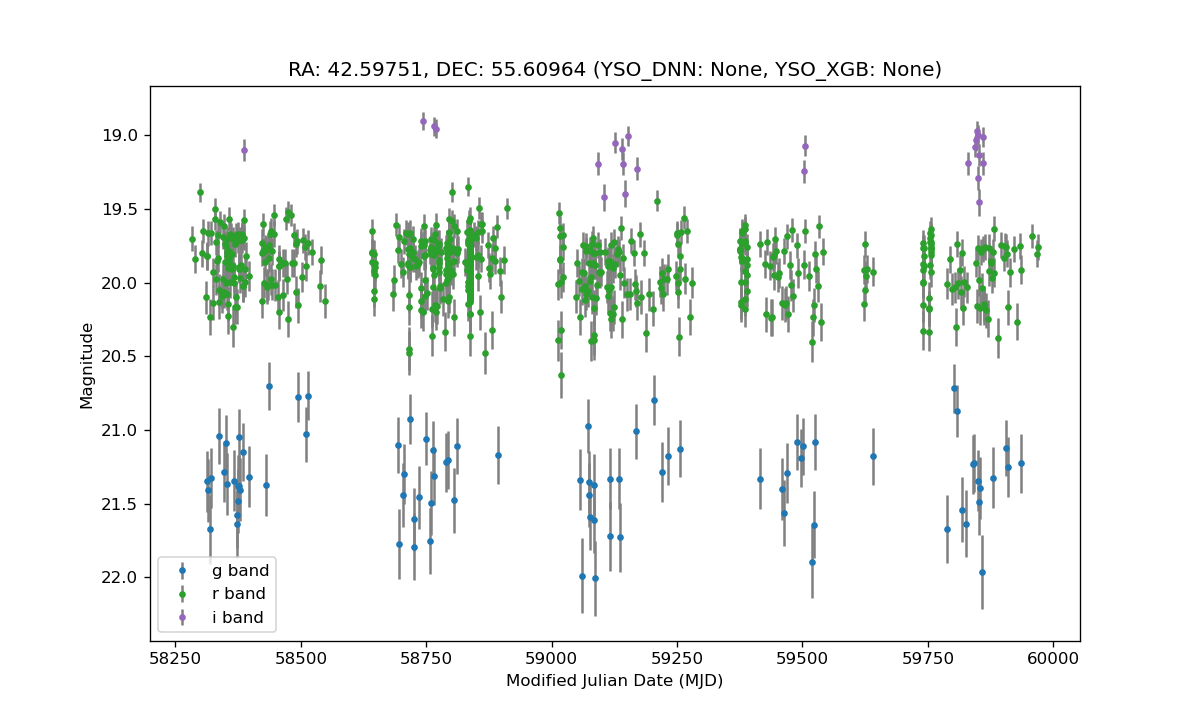 RA: 42.59751, DEC: 55.60964 (YSO_DNN: None, YSO_XGB: None)
19.0
19.5
20.0
20.5
21.0
21.5
22.0
Magnitude
g band
r band
i band
58250
58500
58750
59000
59250
59500
59750
60000
Modified Julian Date (MJD)